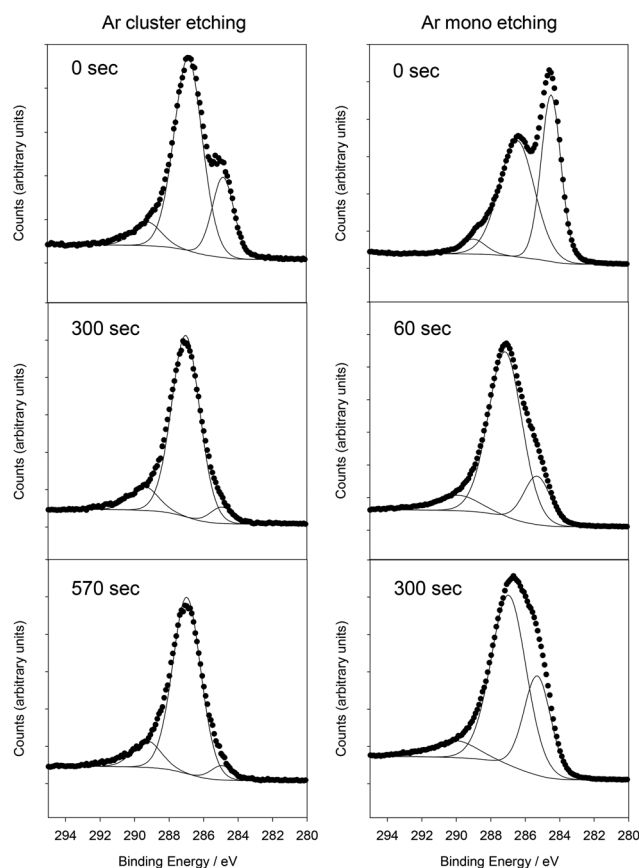 Ar cluster etching
Ar mono etching
0 sec
0 sec
Counts (arbitrary units)
Counts (arbitrary units)
300 sec
60 sec
Counts (arbitrary units)
Counts (arbitrary units)
570 sec
300 sec
Counts (arbitrary units)
Counts (arbitrary units)
294 292 290 288 286 284 282 280
294 292 290 288 286 284 282 280
Binding Energy / eV
Binding Energy / eV